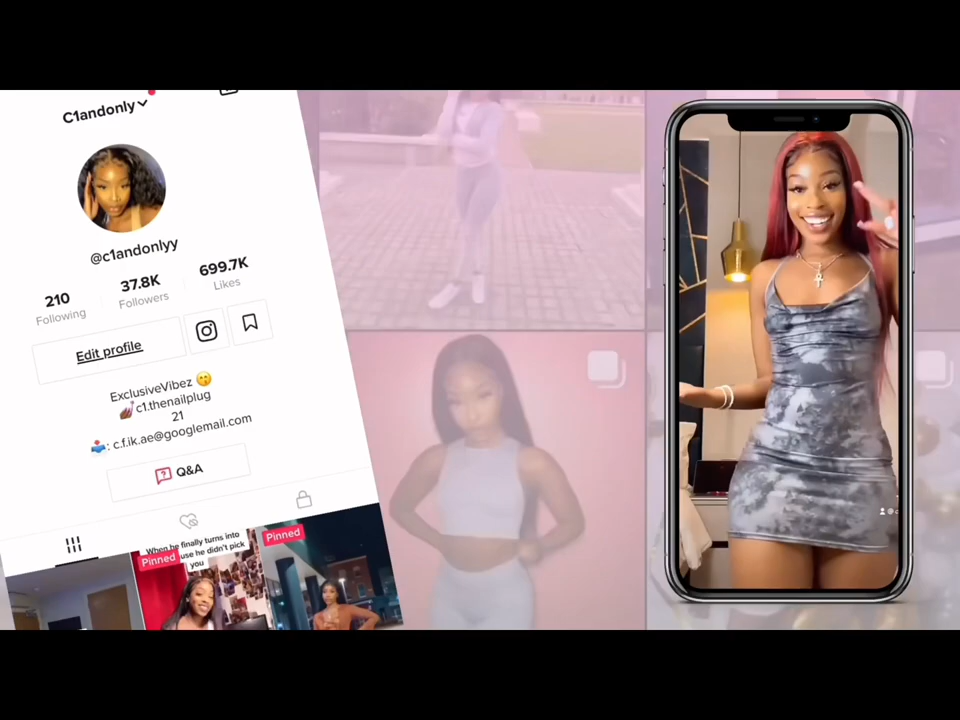 C1andonly
@c1andonlyy
210
Following
37.8K
Followers
699.7K
Likes
Edit profile
ExclusiveVibez 🤭
💅🏿c1.thenailplug
21
📥: c.f.ik.ae@googlemail.com
Q&A
Pinned
When he finally turns into
use he didn't pick
you
Pinned